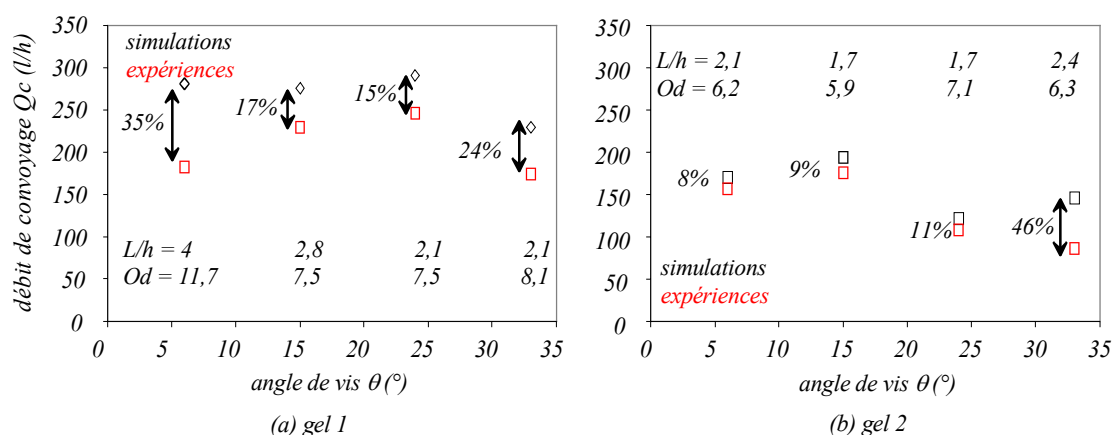 débit de convoyage Qc (l/h)
350
300
250
200
150
100
50
0
simulations
expériences
35%
17%
15%
24%
L/h = 4 2,8 2,1 2,1
Od = 11,7 7,5 7,5 8,1
0 5 10 15 20 25 30 35
angle de vis θ (°)
(a) gel 1
350
300
250
200
150
100
50
0
L/h = 2,1 1,7 1,7 2,4
Od = 6,2 5,9 7,1 6,3
8%
9%
11%
46%
simulations
expériences
0 5 10 15 20 25 30 35
angle de vis θ (°)
(b) gel 2